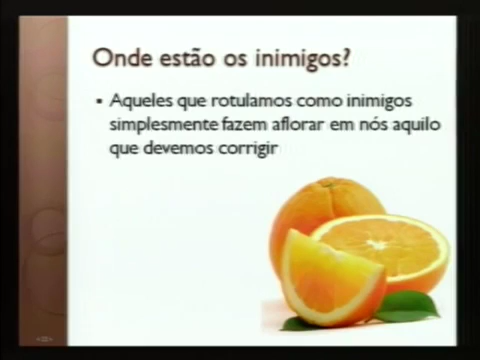 Onde estão os inimigos?
▪ Aqueles que rotulamos como inimigos
simplesmente fazem aflorar em nós aquilo
que devemos corrigir